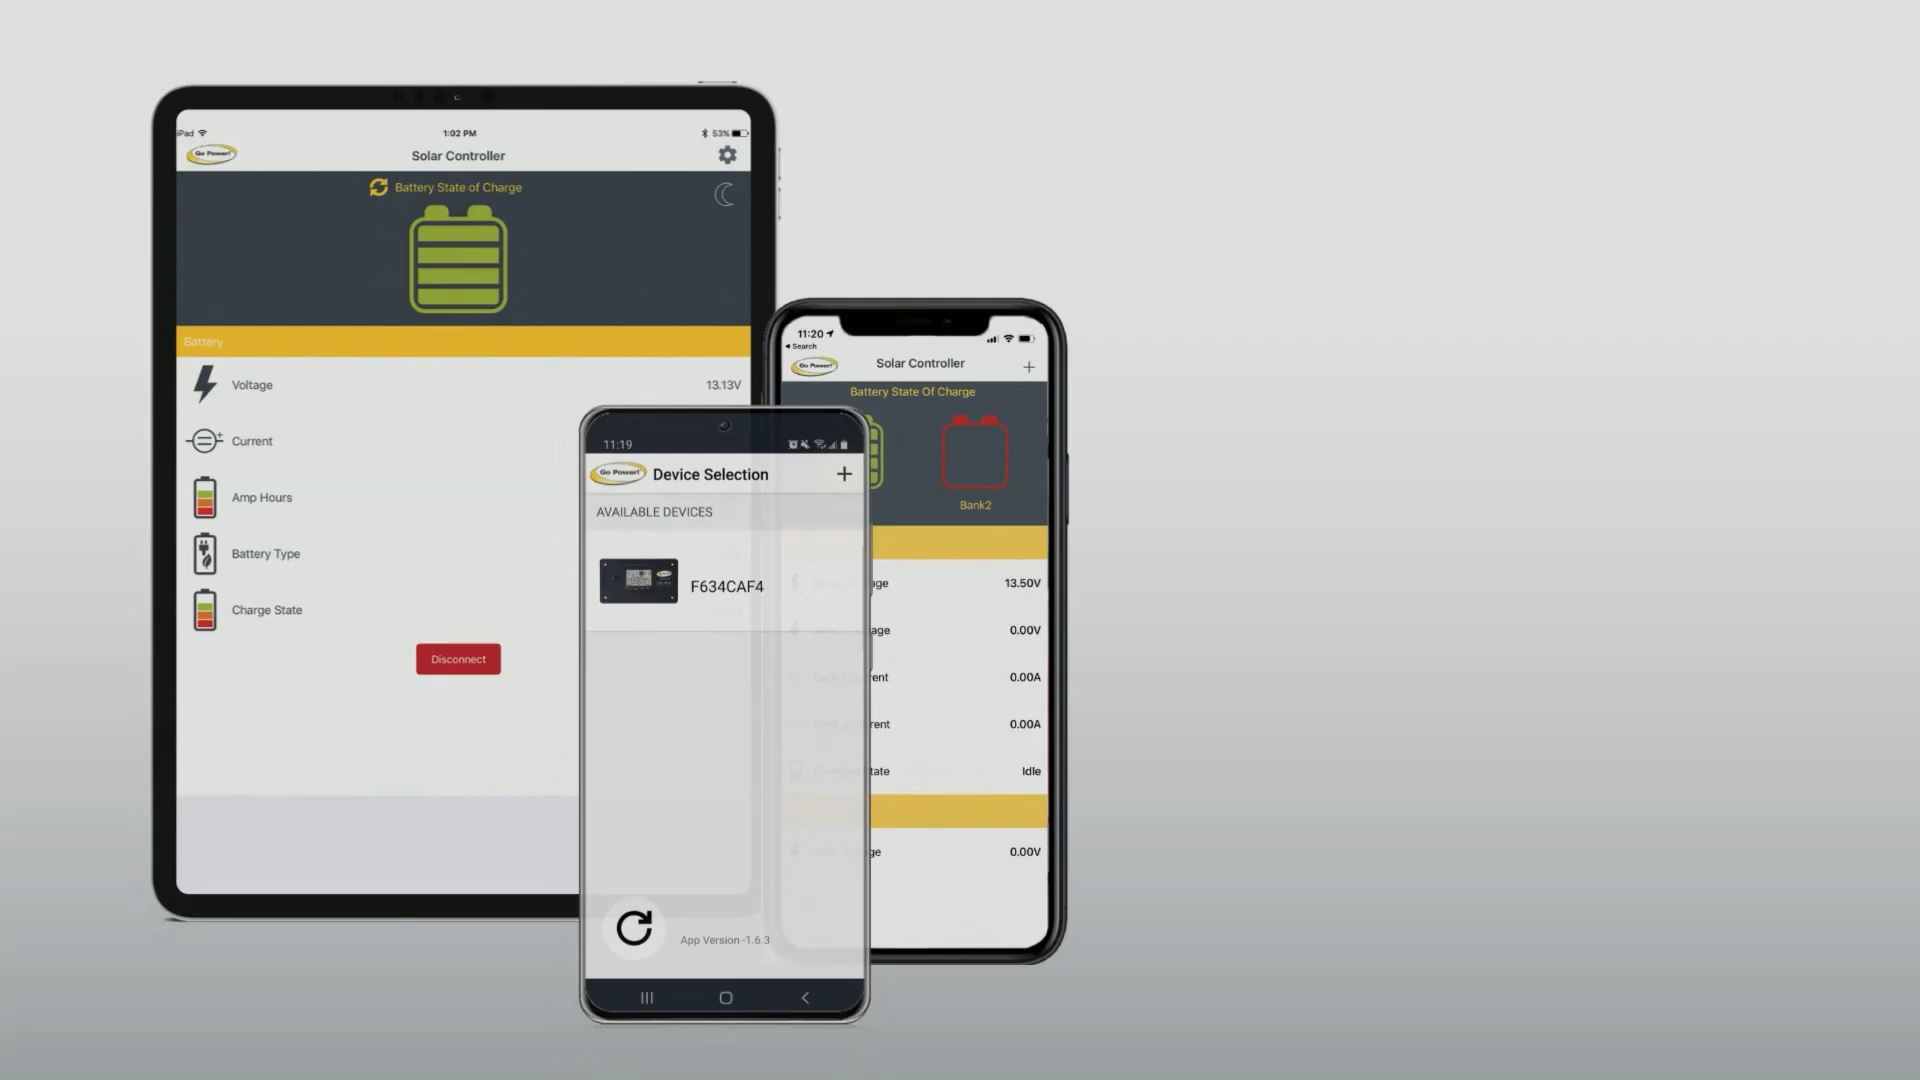 iPad
1:02 PM
53%
Go Power!
Solar Controller
Battery State of Charge
Battery
Voltage
13.13V
Current
Amp Hours
Battery Type
Charge State
Disconnect
11:20
Search
Go Power!
Solar Controller
Battery State Of Charge
Bank2
13.50V
0.00V
0.00A
0.00A
Idle
0.00V
11:19
Go Power!
Device Selection
AVAILABLE DEVICES
F634CAF4
App Version -1.6.3